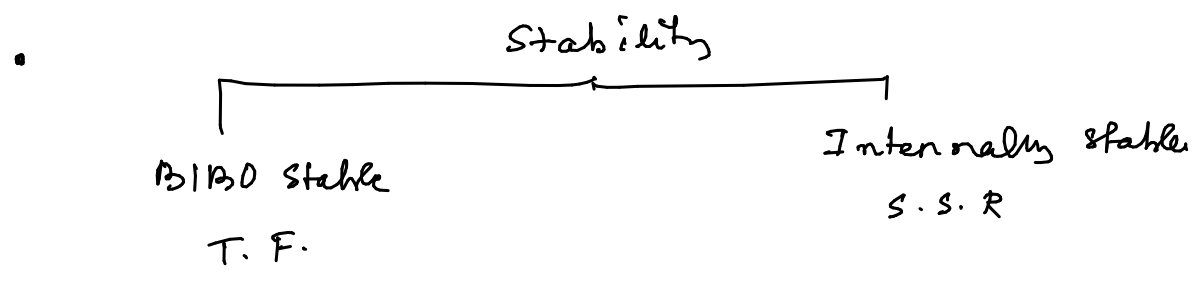 Stability
BIBO Stable
Internally Stable
T. F.
S. S. R